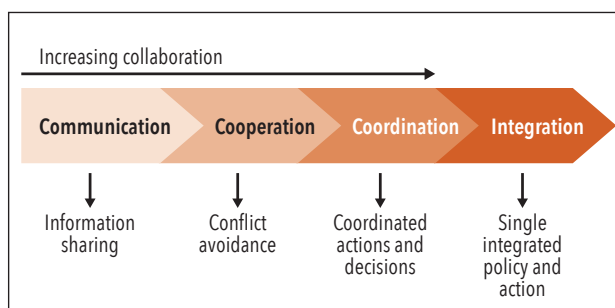 Increasing collaboration
Communication
Cooperation
Coordination
Integration
Information
sharing
Conflict
avoidance
Coordinated
actions and
decisions
Single
integrated
policy and
action